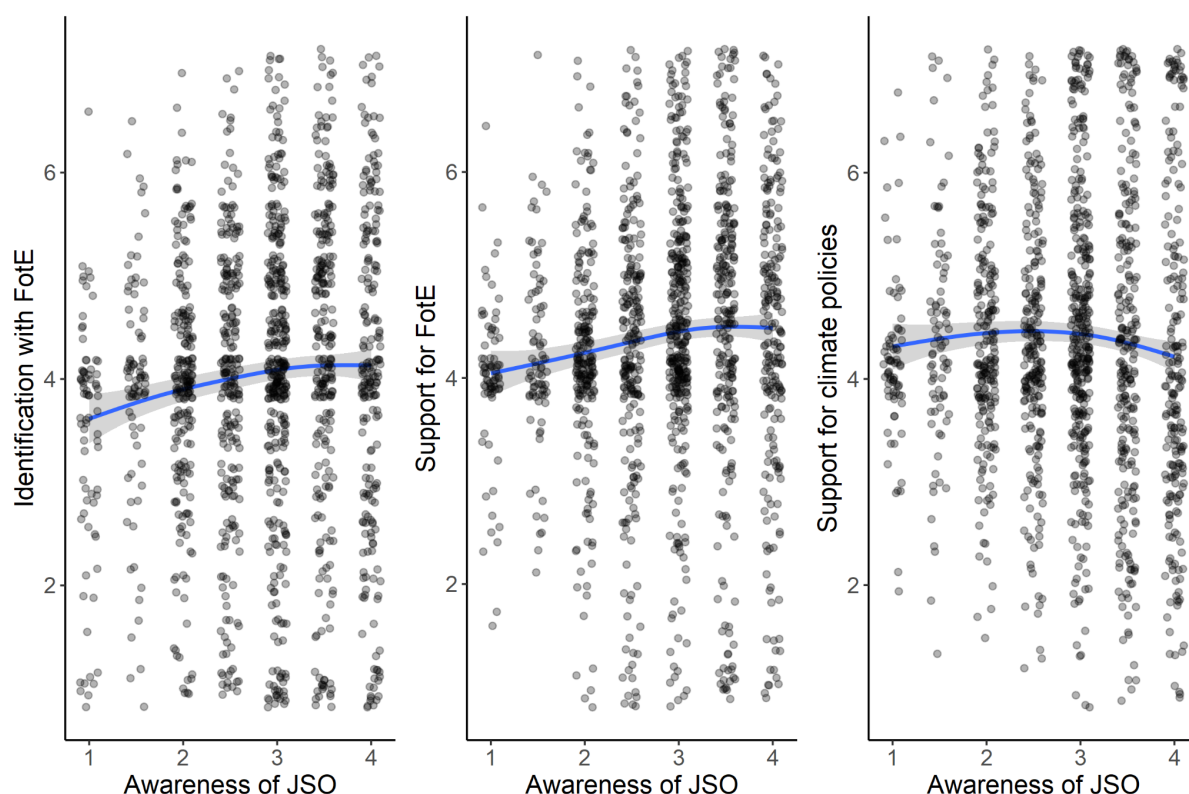 Identification with FotE
6
4
2
1 2 3 4
Awareness of JSO
Support for FotE
6
4
2
1 2 3 4
Awareness of JSO
Support for climate policies
6
4
2
1 2 3 4
Awareness of JSO